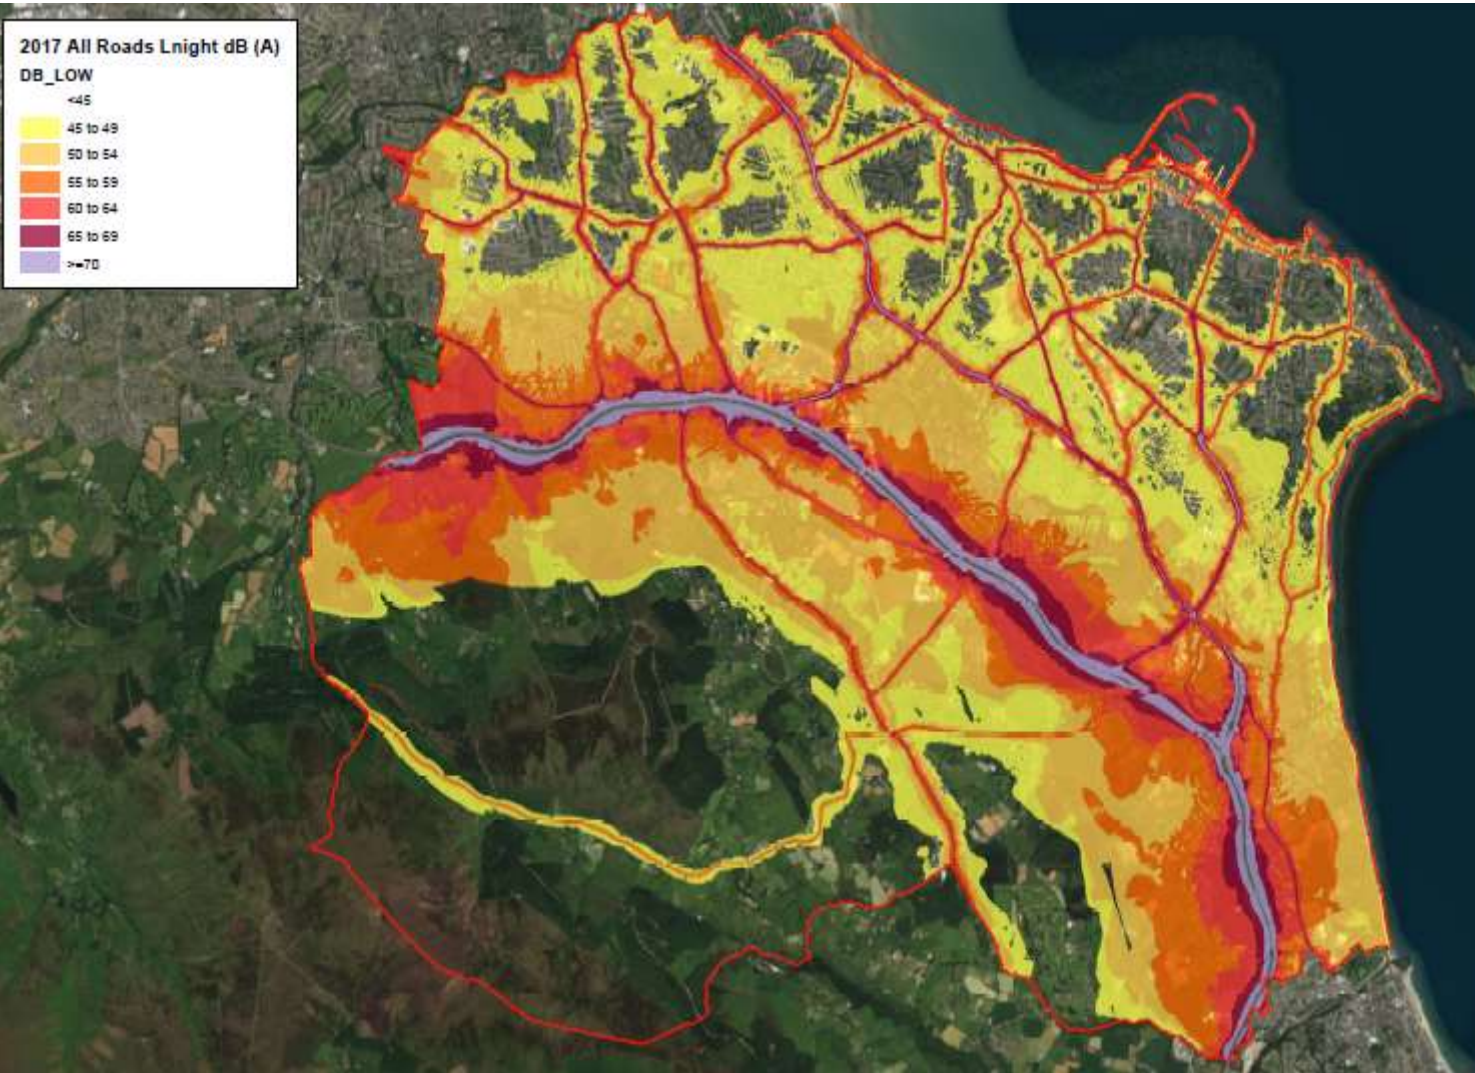 2017 All Roads Lnight dB (A)
DB_LOW
<45
45 to 49
50 to 54
55 to 59
60 to 64
65 to 69
>=70